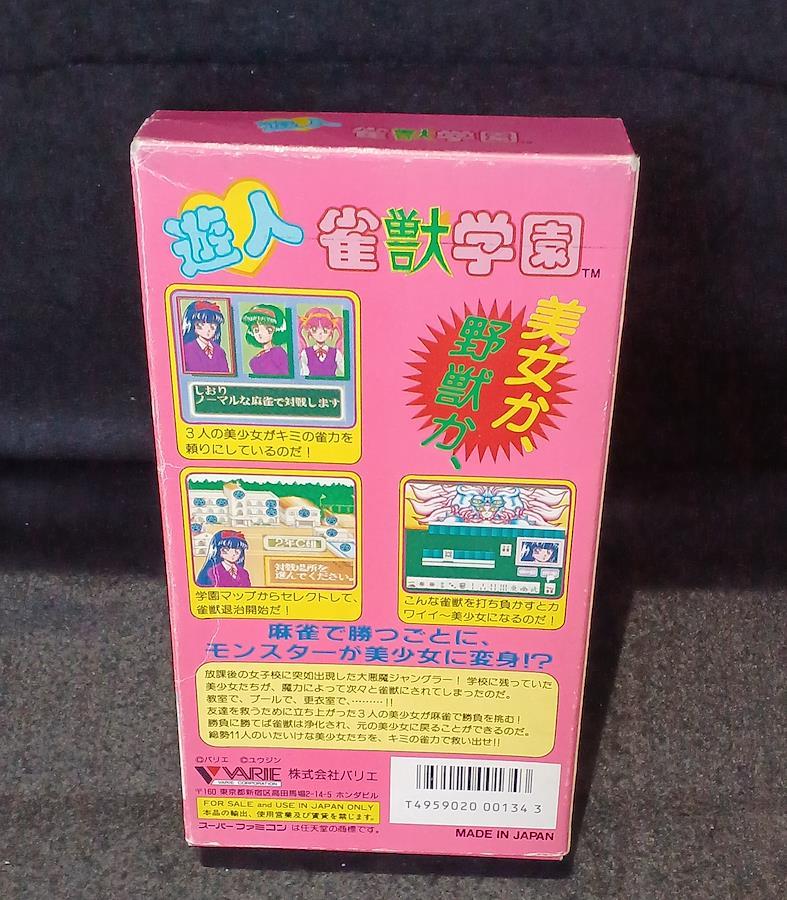 遊人 雀獣学園
遊人 雀獣学園 TM
美女か、
野獣か、
しおり
ノーマルな麻雀で対戦します
3人の美少女がキミの雀力を
頼りにしているのだ!
2年C組
対戦場所を
選んでください。
学園マップからセレクトして、
雀獣退治開始だ!
こんな雀獣を打ち負かすとカ
ワイイ〜美少女になるのだ!
麻雀で勝つごとに、
モンスターが美少女に変身!?
放課後の女子校に突如出現した大悪魔ジャングラー! 学校に残っていた
美少女たちが、魔力によって次々と雀獣にされてしまったのだ。
教室で、プールで、更衣室で、………!!
友達を救うために立ち上がった3人の美少女が麻雀で勝負を挑む!
勝負に勝てば雀獣は浄化され、元の美少女に戻ることができるのだ。
総勢11人のいたいけな美少女たちを、キミの雀力で救い出せ!!
©バリエ ©ユウジン
VARIE 株式会社バリエ
VARIE CORPORATION
〒160 東京都新宿区高田馬場2-14-5 ホンダビル
FOR SALE and USE IN JAPAN ONLY
本品の輸出、使用営業及び賃貸を禁じます。
スーパーファミコン は任天堂の商標です。
T4959020 00134 3
MADE IN JAPAN